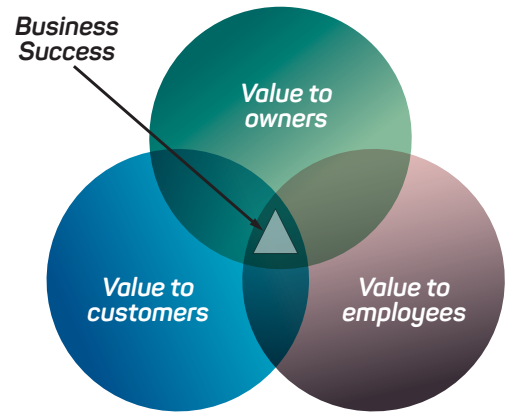 Business
Success
Value to
owners
Value to
customers
Value to
employees